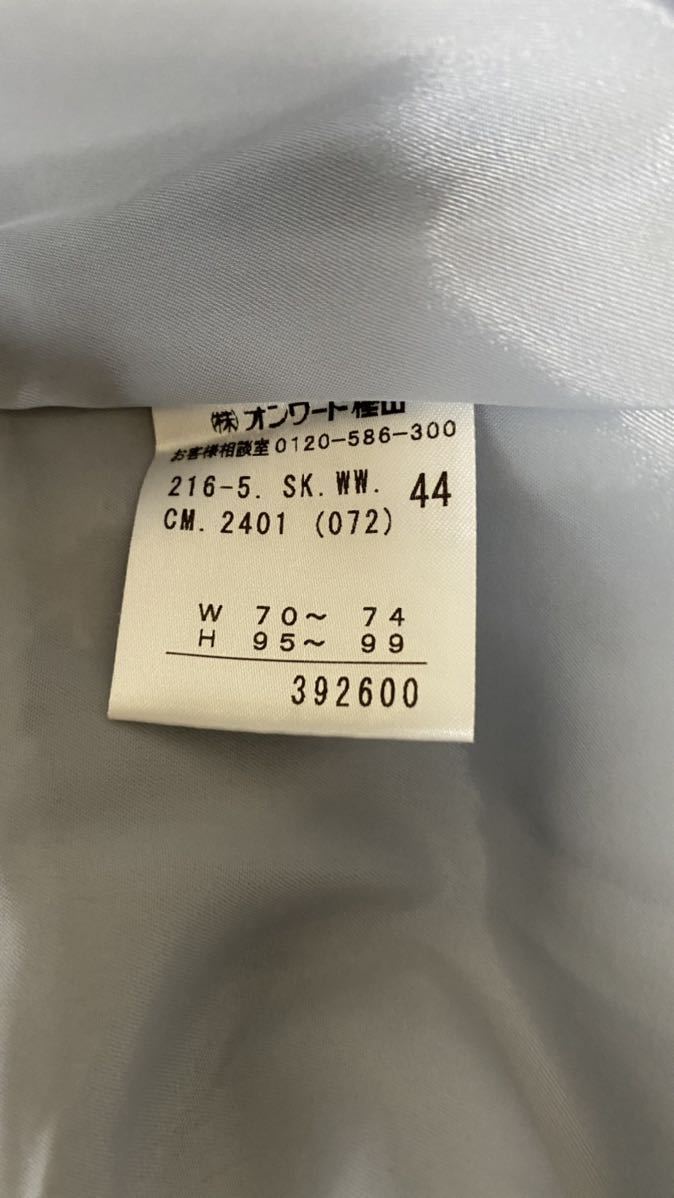 (株)オンワード樫山
お客様相談室 0120-586-300
216-5. SK. WW. 44
CM. 2401 (072)
W 70～ 74
H 95～ 99
392600